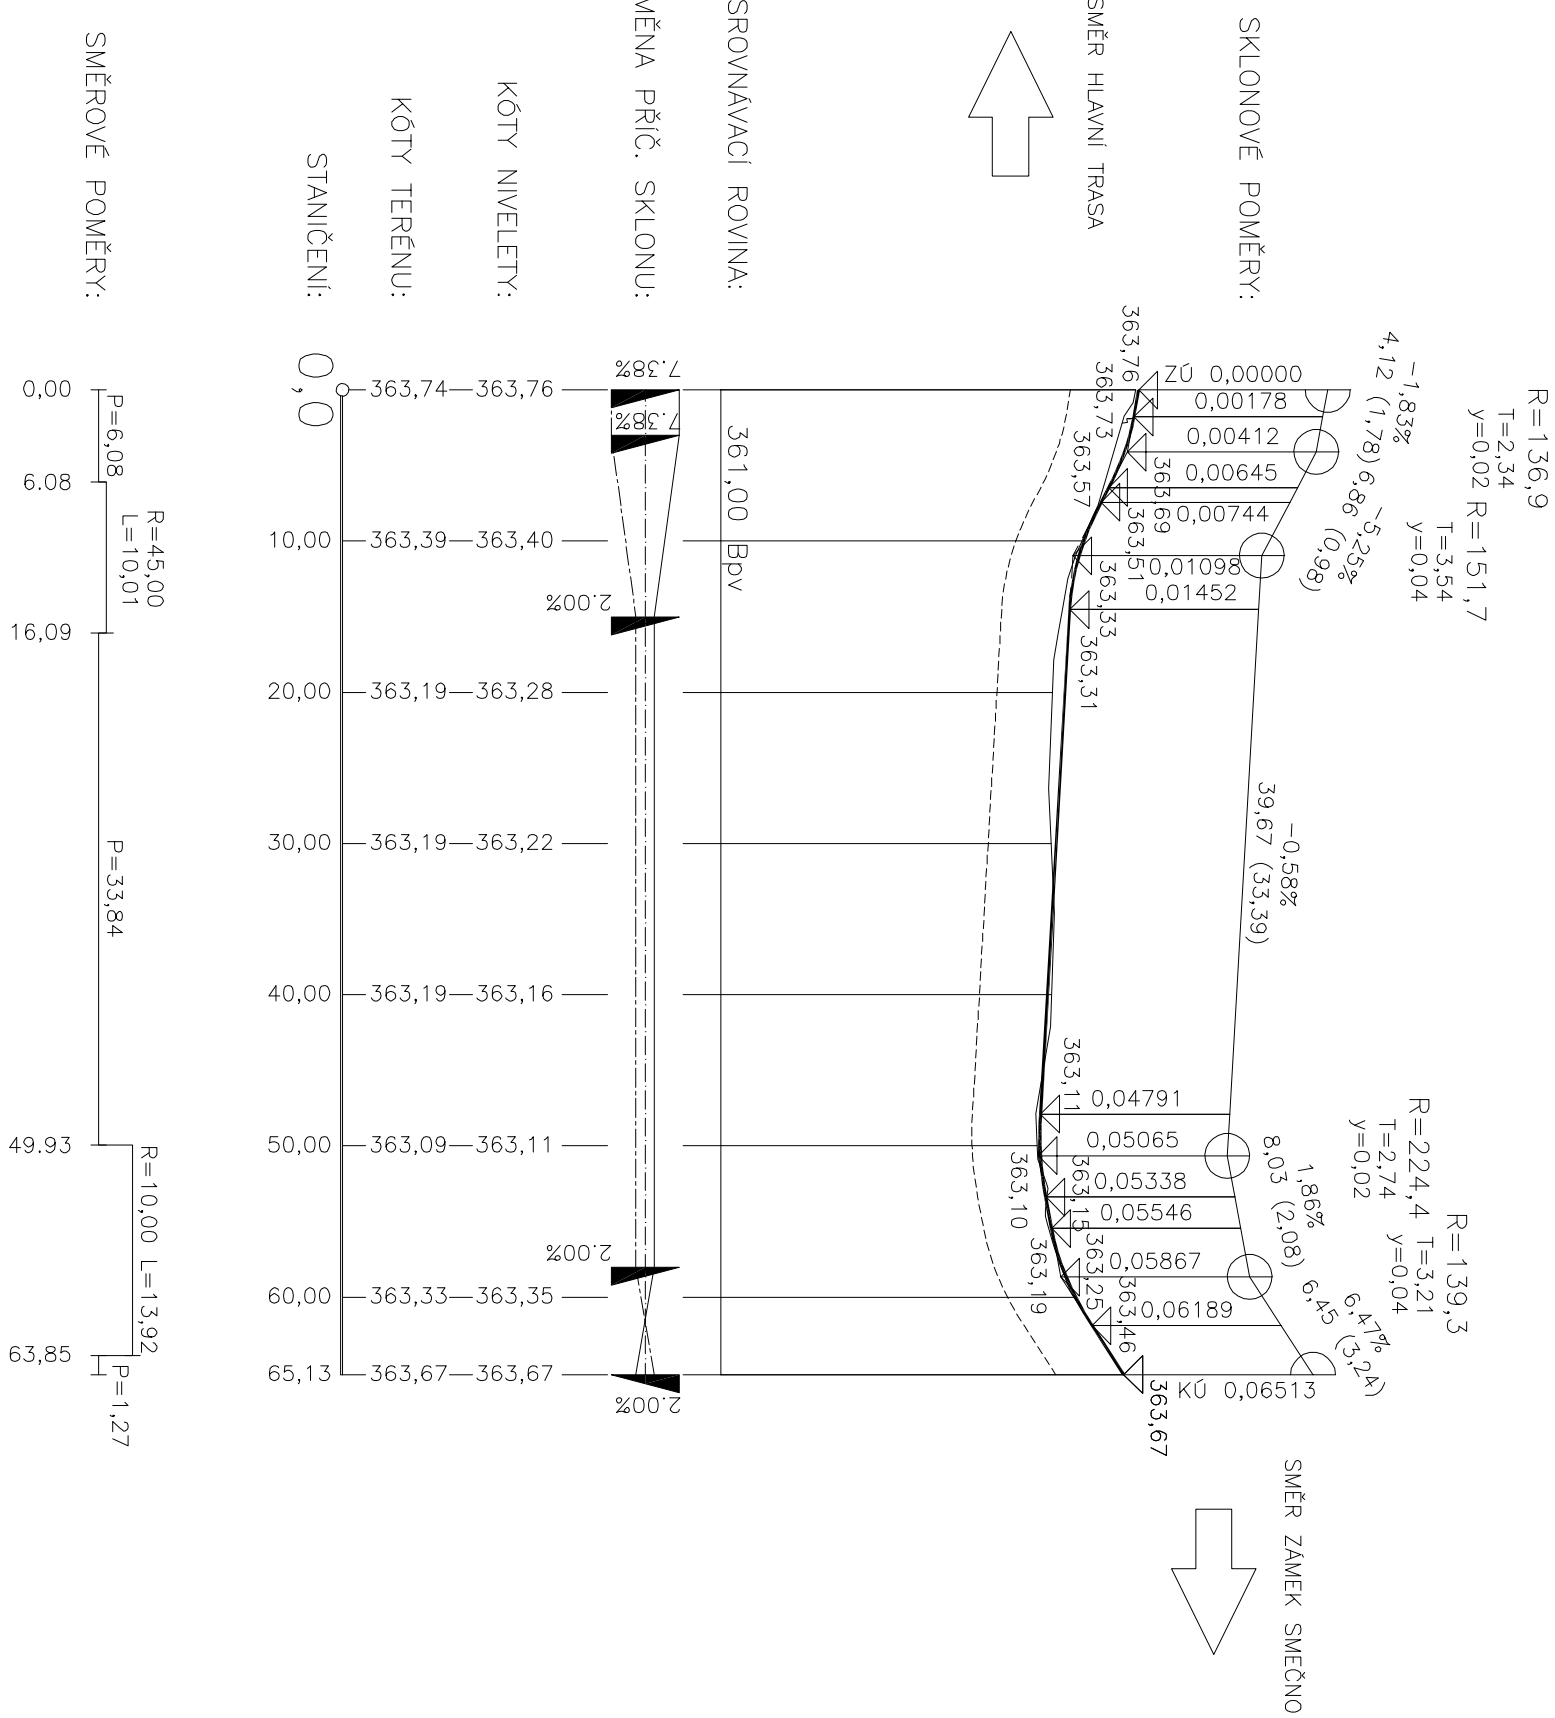 R=136,9
T=2,34
y=0,02
R=151,7
T=3,54
y=0,04
R=224,4
T=2,74
y=0,02
R=139,3
T=3,21
y=0,04
SKLONOVÉ POMĚRY:
-1,83%
4,12 (1,78)
-5,25%
6,86 (0,98)
-0,58%
39,67 (33,39)
1,86%
8,03 (2,08)
6,47%
6,45 (3,24)
SMĚR HLAVNÍ TRASA
SMĚR ZÁMEK SMEČNO
ZÚ 0,00000
0,00178
0,00412
0,00645
0,00744
0,01098
0,01452
0,04791
0,05065
0,05338
0,05546
0,05867
0,06189
KÚ 0,06513
363,76
363,73
363,69
363,57
363,51
363,33
363,31
363,11
363,10
363,15
363,19
363,25
363,46
363,67
SROVNÁVACÍ ROVINA:
361,00 Bpv
MĚNA PŘÍČ. SKLONU:
7.38%
7.38%
2.00%
2.00%
2.00%
KÓTY NIVELETY:
363,76
363,40
363,28
363,22
363,16
363,11
363,35
363,67
KÓTY TERÉNU:
363,74
363,39
363,19
363,19
363,19
363,09
363,33
363,67
STANIČENÍ:
0,0
10,00
20,00
30,00
40,00
50,00
60,00
65,13
SMĚROVÉ POMĚRY:
P=6,08
R=45,00
L=10,01
P=33,84
R=10,00 L=13,92
P=1,27
0,00
6.08
16,09
49.93
63,85